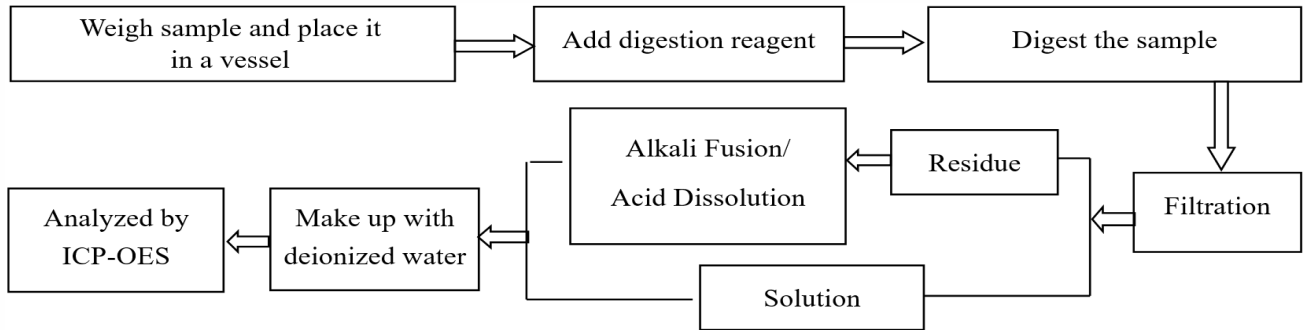 Weigh sample and place it
in a vessel
Add digestion reagent
Digest the sample
Filtration
Residue
Alkali Fusion/
Acid Dissolution
Solution
Make up with
deionized water
Analyzed by
ICP-OES